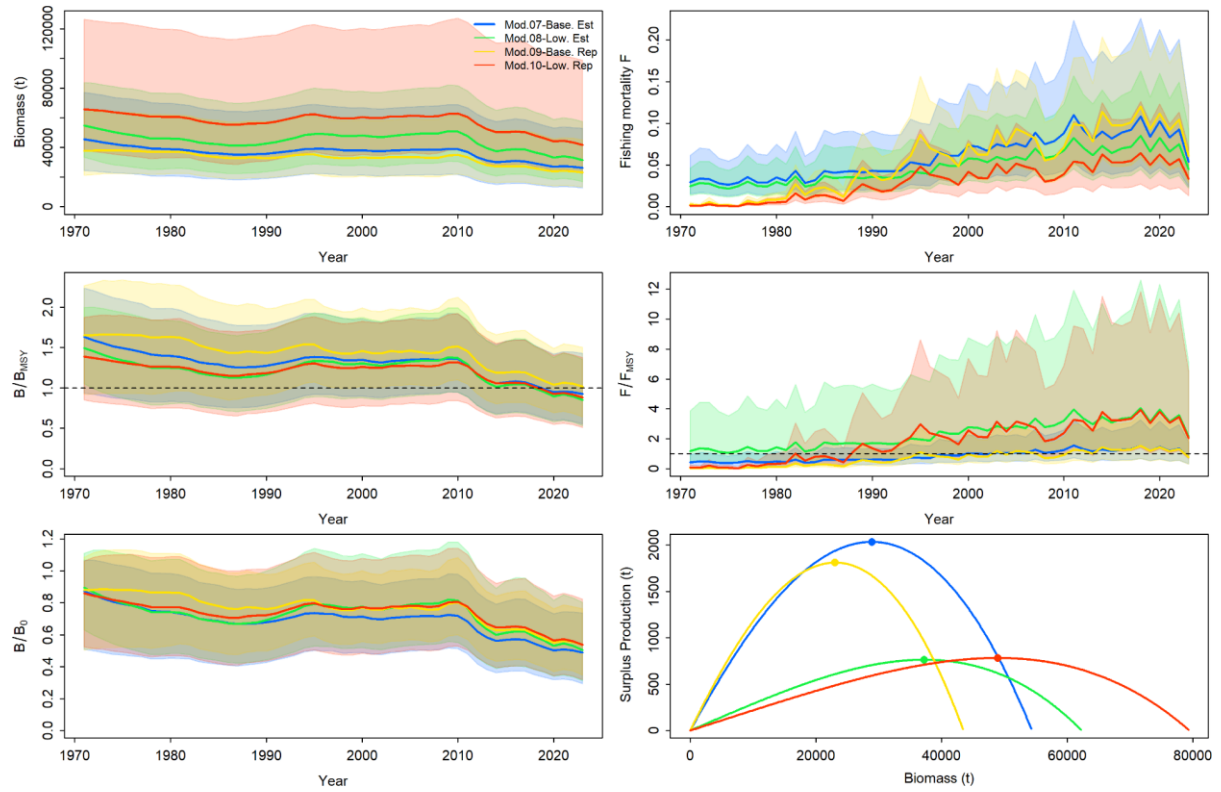 Mod.07-Base. Est
Mod.08-Low. Est
Mod.09-Base. Rep
Mod.10-Low. Rep
Biomass (t)
0 40000 80000 120000
1970 1980 1990 2000 2010 2020
Year
Fishing mortality F
0.00 0.05 0.10 0.15 0.20
1970 1980 1990 2000 2010 2020
Year
B/BMSY
0.0 0.5 1.0 1.5 2.0
1970 1980 1990 2000 2010 2020
Year
F/FMSY
0 2 4 6 8 10 12
1970 1980 1990 2000 2010 2020
Year
B/B0
0.0 0.2 0.4 0.6 0.8 1.0 1.2
1970 1980 1990 2000 2010 2020
Year
Surplus Production (t)
0 500 1000 1500 2000
0 20000 40000 60000 80000
Biomass (t)